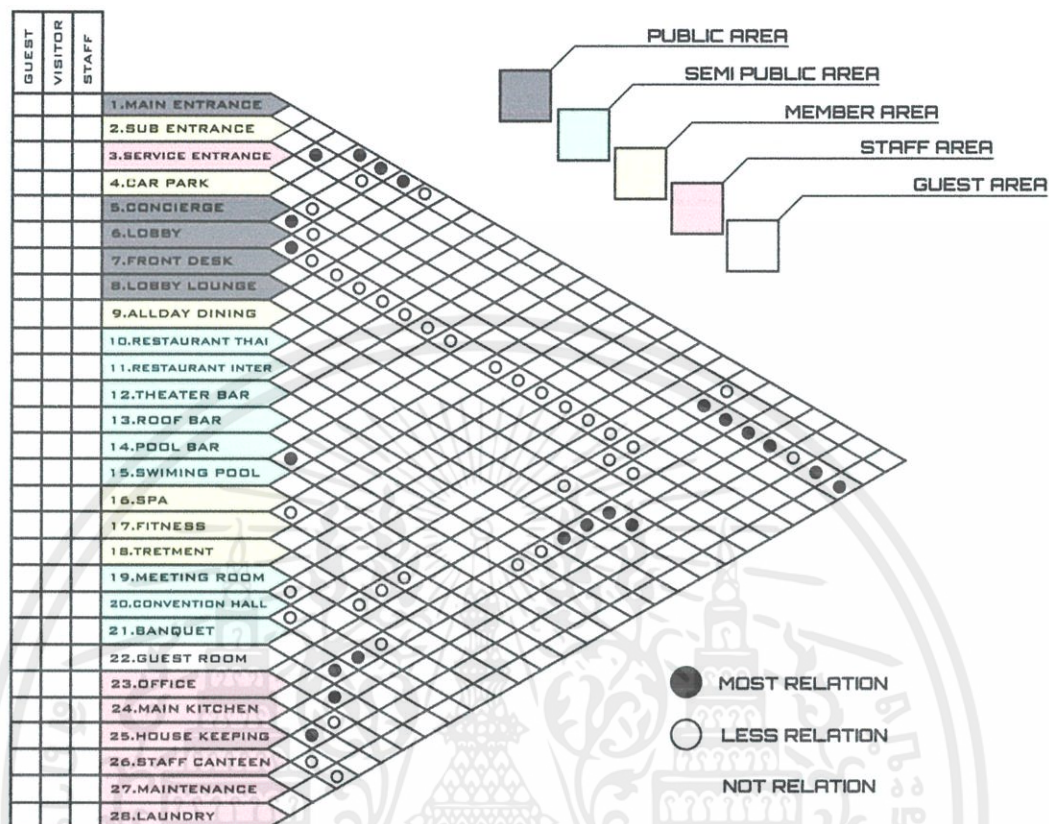 GUEST
VISITOR
STAFF
1.MAIN ENTRANCE
2.SUB ENTRANCE
3.SERVICE ENTRANCE
4.CAR PARK
5.CONCIERGE
6.LOBBY
7.FRONT DESK
8.LOBBY LOUNGE
9.ALLDAY DINING
10.RESTAURANT THAI
11.RESTAURANT INTER
12.THEATER BAR
13.ROOF BAR
14.POOL BAR
15.SWIMING POOL
16.SPA
17.FITNESS
18.TRETMENT
19.MEETING ROOM
20.CONVENTION HALL
21.BANQUET
22.GUEST ROOM
23.OFFICE
24.MAIN KITCHEN
25.HOUSE KEEPING
26.STAFF CANTEEN
27.MAINTENANCE
28.LAUNDRY
PUBLIC AREA
SEMI PUBLIC AREA
MEMBER AREA
STAFF AREA
GUEST AREA
MOST RELATION
LESS RELATION
NOT RELATION